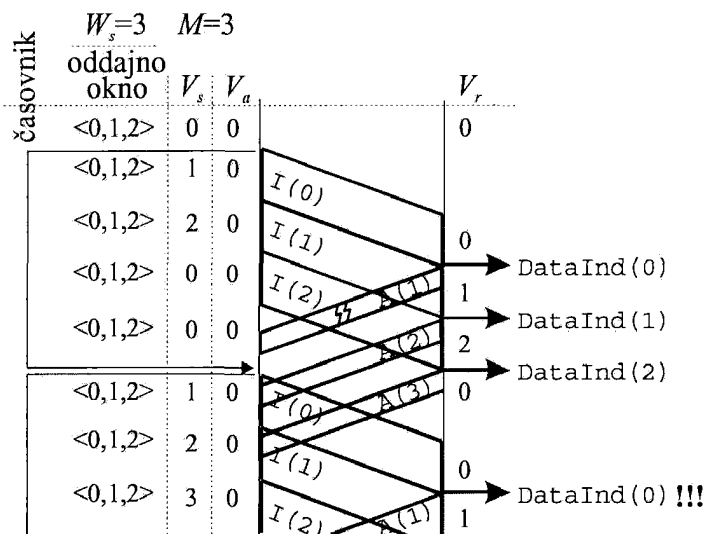 W_s=3 M=3
časovnik
oddajno
okno V_s V_a V_r
<0,1,2> 0 0 0
<0,1,2> 1 0
I(0)
<0,1,2> 2 0
I(1) 0 DataInd(0)
<0,1,2> 0 0
I(2) A(1) 1
DataInd(1)
<0,1,2> 0 0
A(2) 2
DataInd(2)
<0,1,2> 1 0
I(0) A(3) 0
<0,1,2> 2 0
I(1) 0
<0,1,2> 3 0 DataInd(0) !!!
I(2) A(1) 1